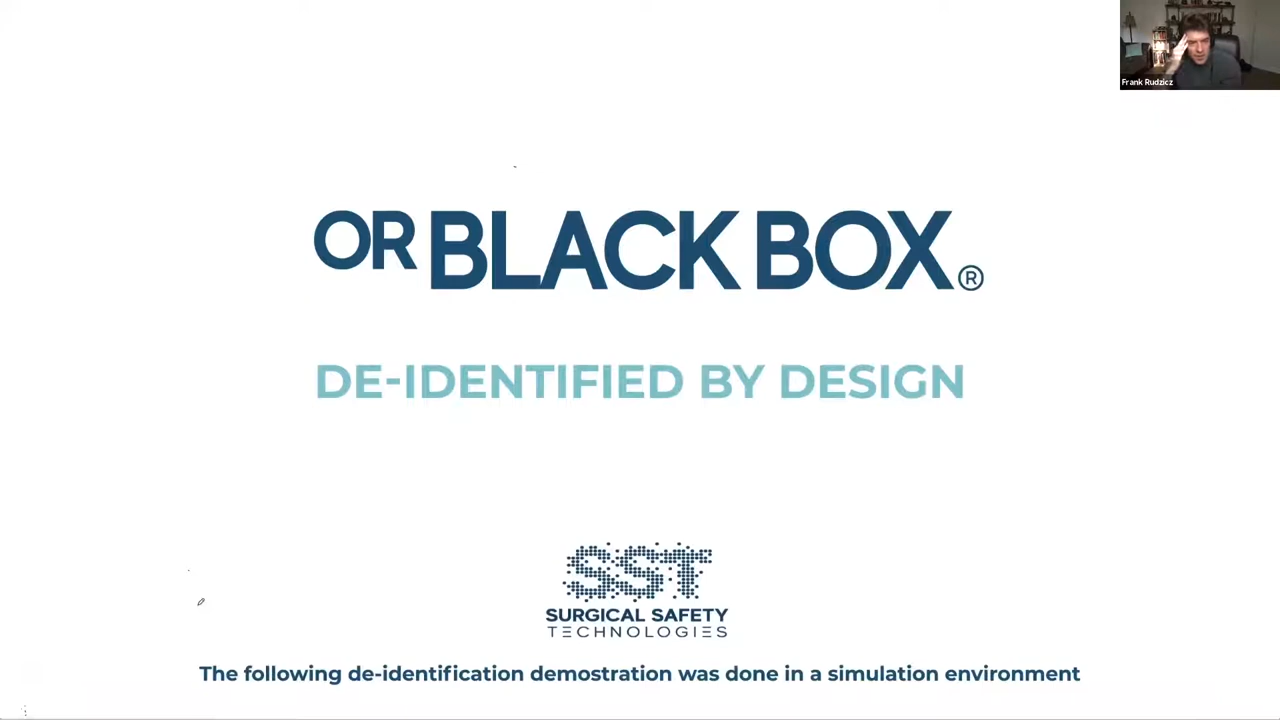 Frank Rudzicz
OR BLACK BOX®
DE-IDENTIFIED BY DESIGN
SST
SURGICAL SAFETY
TECHNOLOGIES
The following de-identification demostration was done in a simulation environment